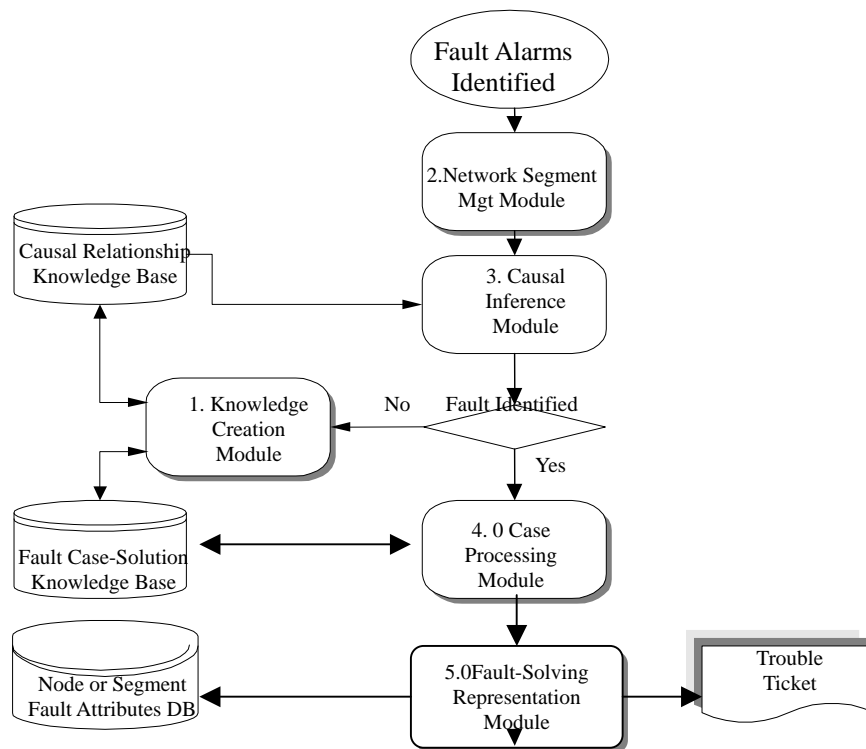 Fault Alarms
Identified
2.Network Segment
Mgt Module
Causal Relationship
Knowledge Base
3. Causal
Inference
Module
1. Knowledge
Creation
Module
No
Fault Identified
Yes
Fault Case-Solution
Knowledge Base
4. 0 Case
Processing
Module
Node or Segment
Fault Attributes DB
5.0Fault-Solving
Representation
Module
Trouble
Ticket